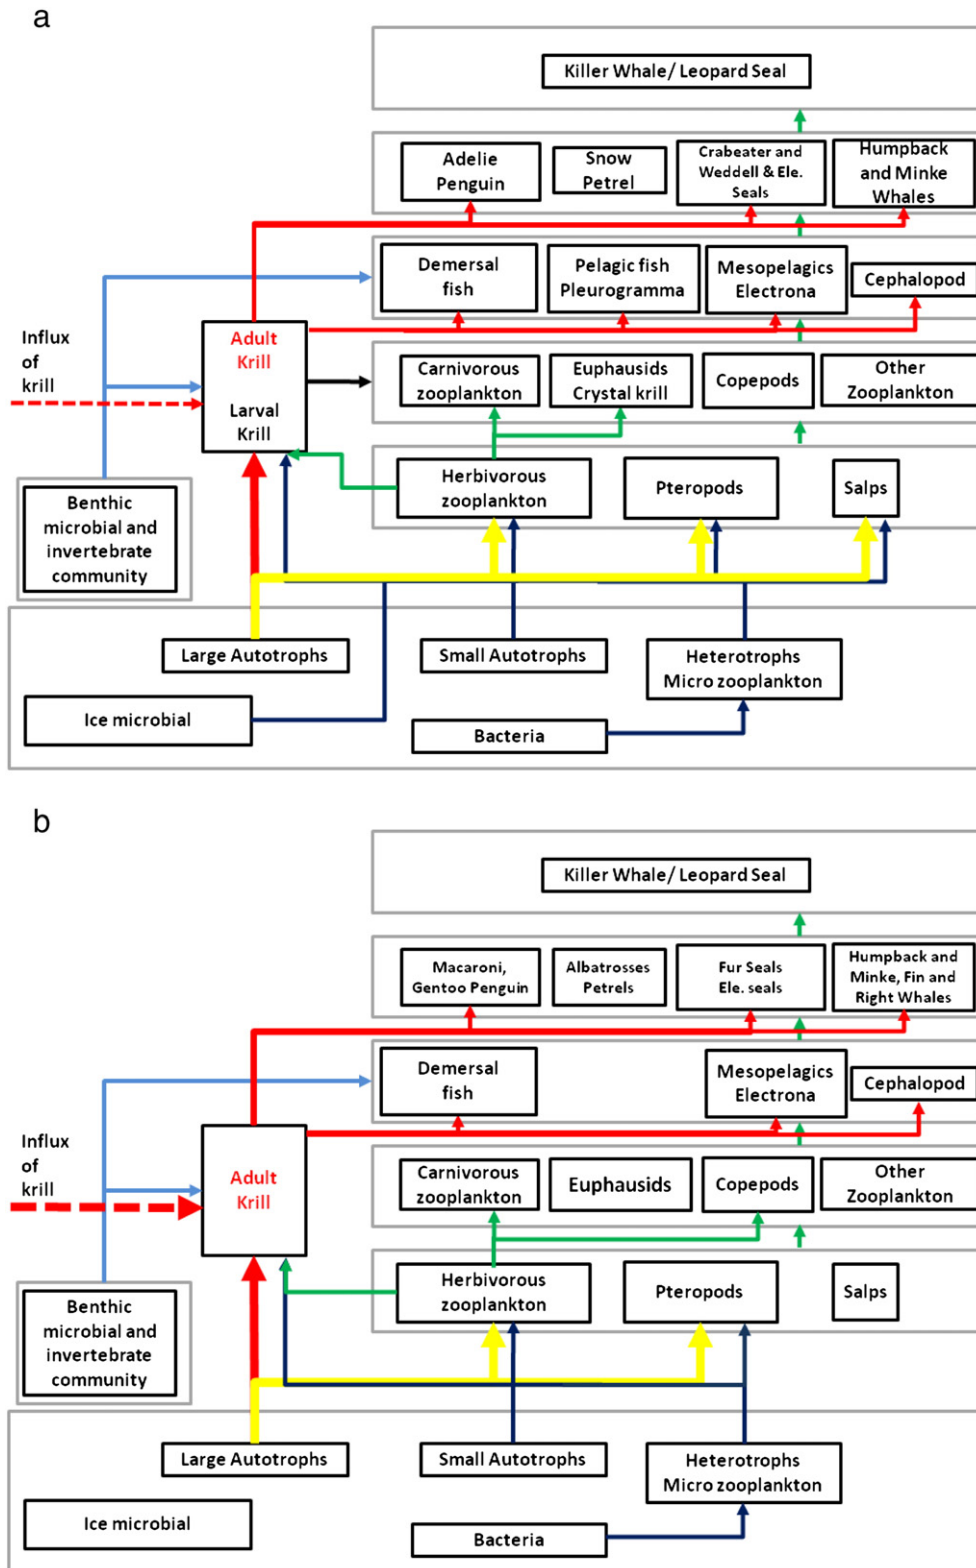 a
Killer Whale/ Leopard Seal
Adelie
Penguin
Snow
Petrel
Crabeater and
Weddell & Ele.
Seals
Humpback
and Minke
Whales
Demersal
fish
Pelagic fish
Pleurogramma
Mesopelagics
Electrona
Cephalopod
Influx
of
krill
Adult
Krill
Larval
Krill
Carnivorous
zooplankton
Euphausids
Crystal krill
Copepods
Other
Zooplankton
Herbivorous
zooplankton
Pteropods
Salps
Benthic
microbial and
invertebrate
community
Large Autotrophs
Small Autotrophs
Heterotrophs
Micro zooplankton
Ice microbial
Bacteria
b
Killer Whale/ Leopard Seal
Macaroni,
Gentoo Penguin
Albatrosses
Petrels
Fur Seals
Ele. seals
Humpback and
Minke, Fin and
Right Whales
Demersal
fish
Mesopelagics
Electrona
Cephalopod
Influx
of
krill
Adult
Krill
Carnivorous
zooplankton
Euphausids
Copepods
Other
Zooplankton
Herbivorous
zooplankton
Pteropods
Salps
Benthic
microbial and
invertebrate
community
Large Autotrophs
Small Autotrophs
Heterotrophs
Micro zooplankton
Ice microbial
Bacteria